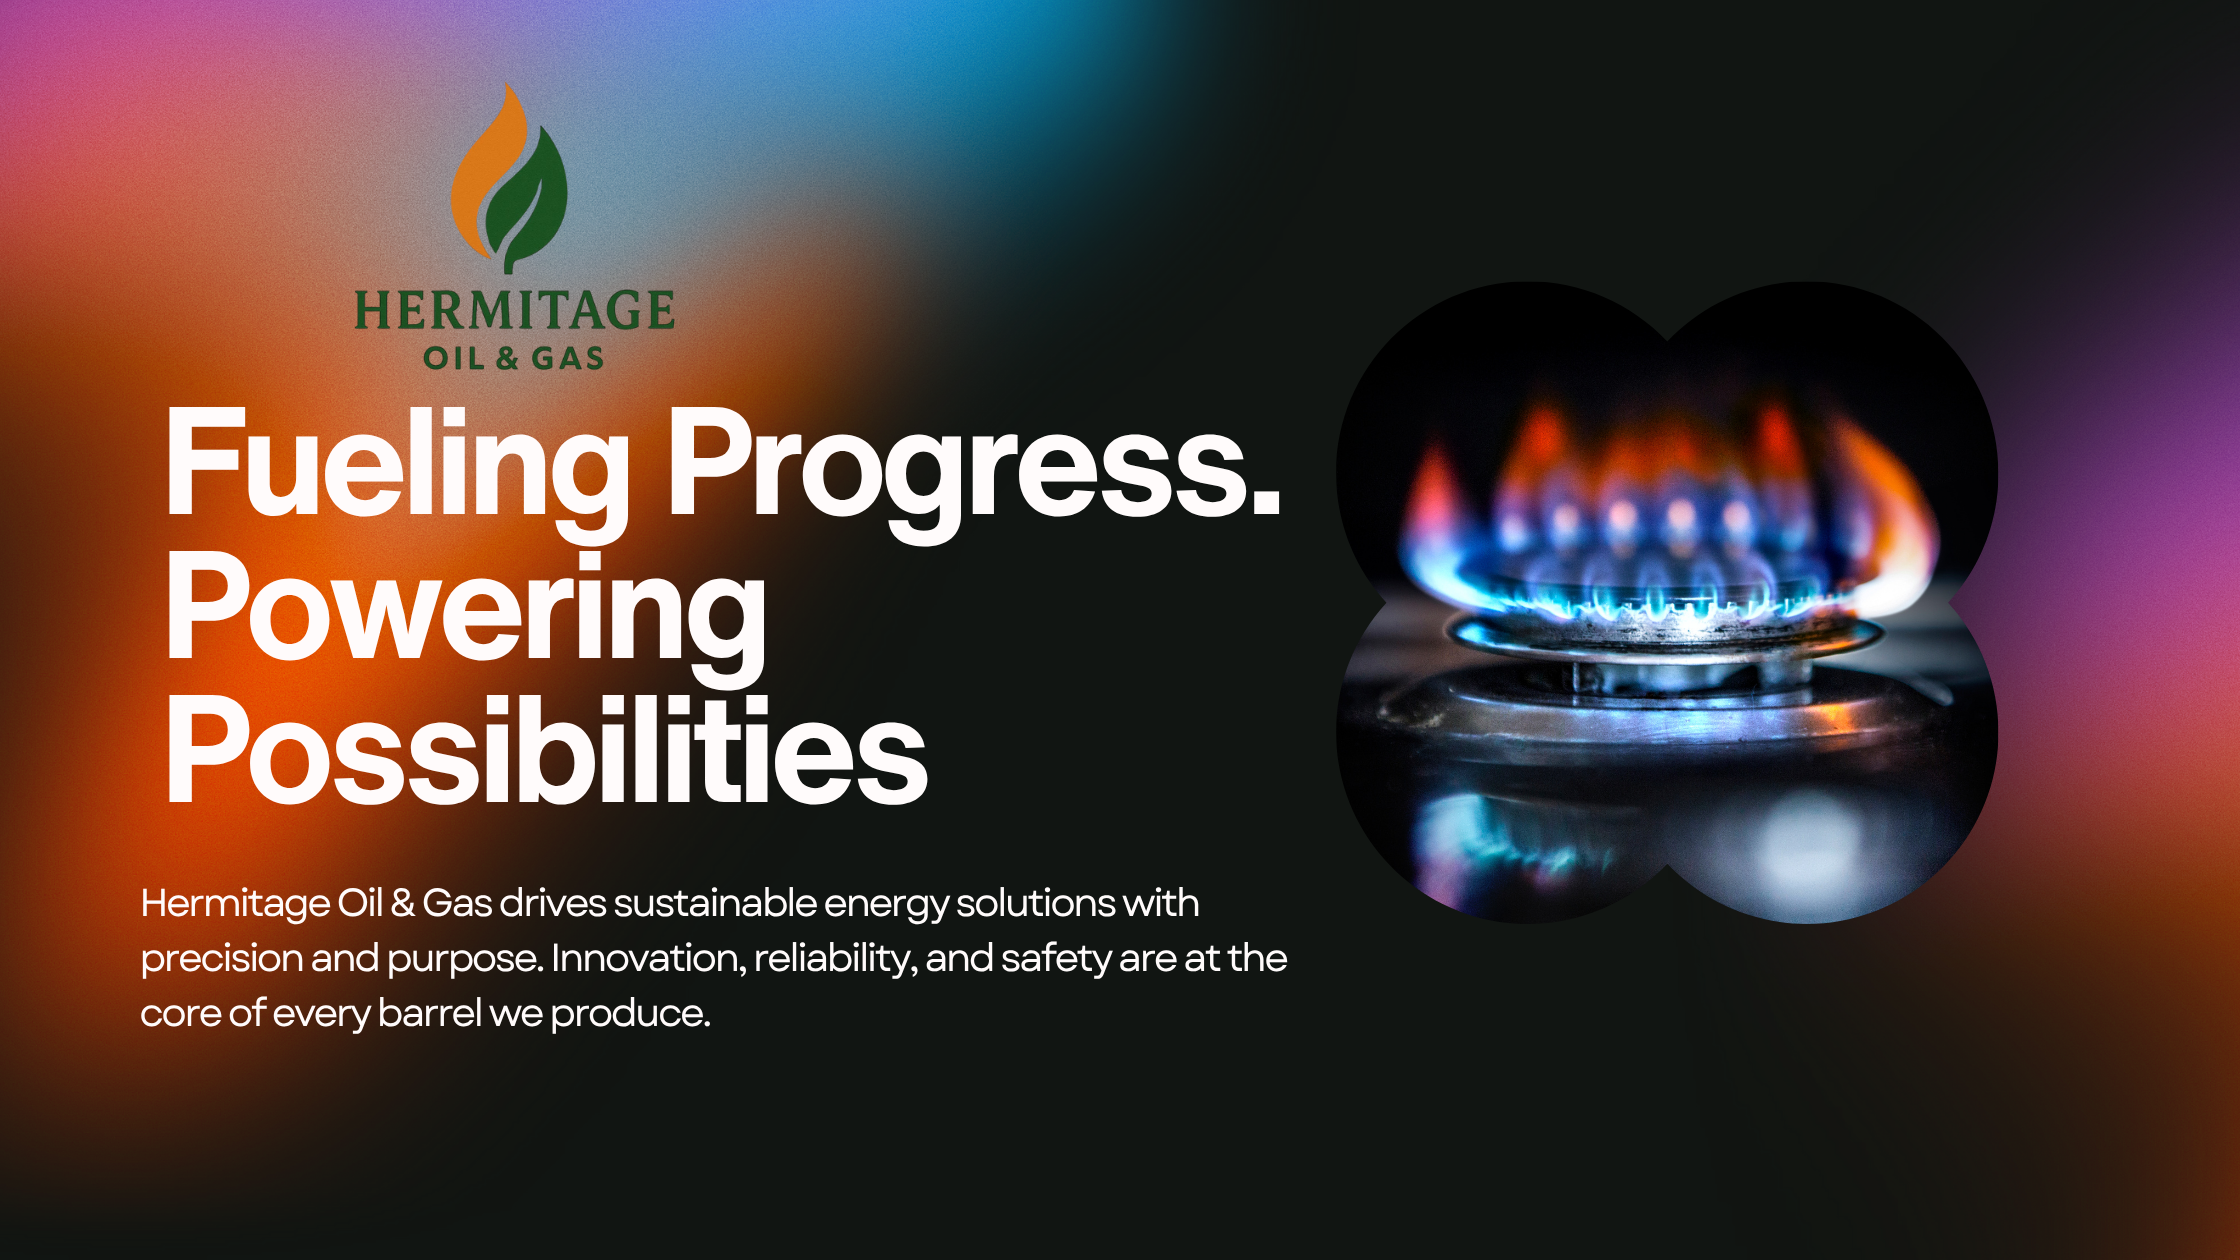 HERMITAGE
OIL & GAS
Fueling Progress.
Powering
Possibilities
Hermitage Oil & Gas drives sustainable energy solutions with
precision and purpose. Innovation, reliability, and safety are at the
core of every barrel we produce.